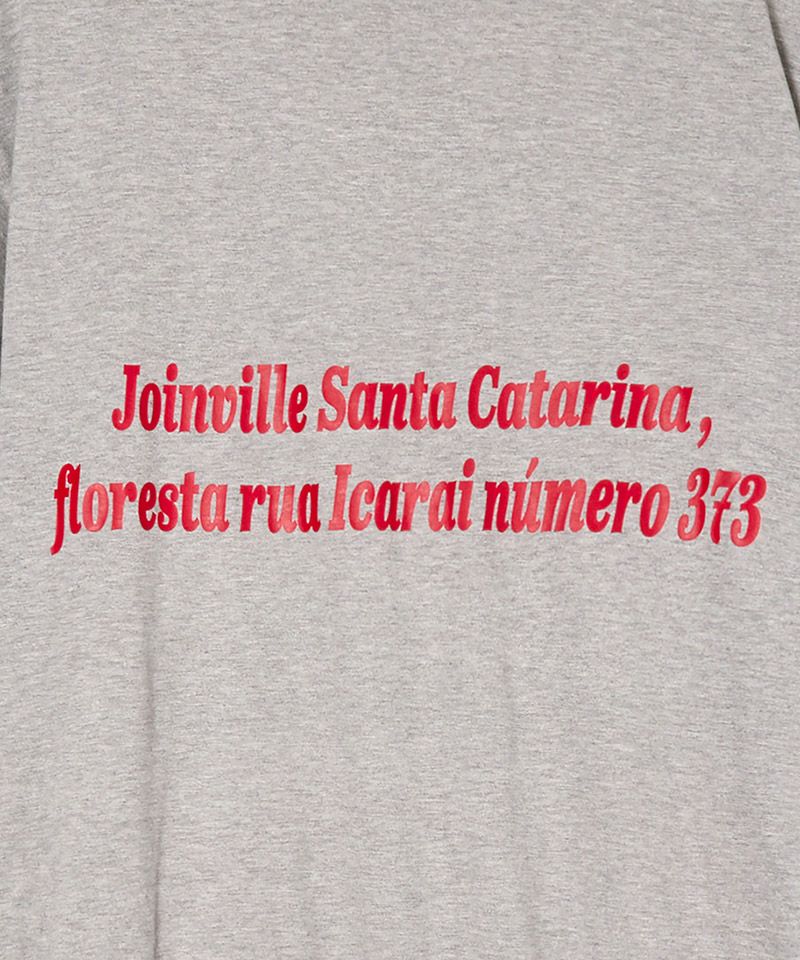 Joinville Santa Catarina,
floresta rua Icarai número 373